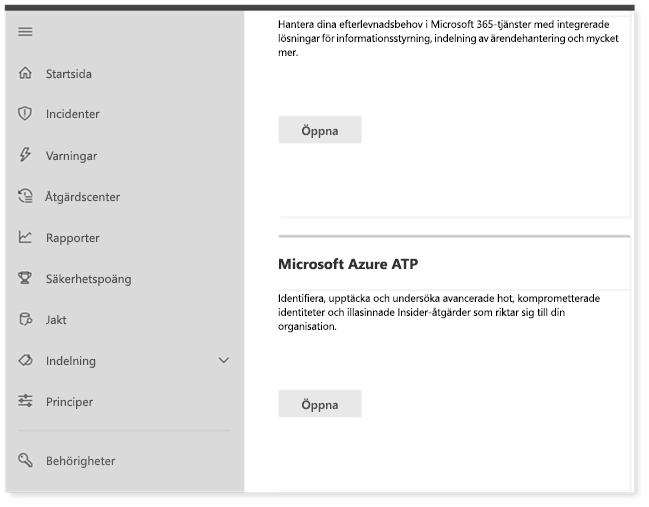 Startsida
Incidenter
Varningar
Åtgärdscenter
Rapporter
Säkerhetspoäng
Jakt
Indelning
Principer
Behörigheter
Hantera dina efterlevnadsbehov i Microsoft 365-tjänster med integrerade
lösningar för informationsstyrning, indelning av ärendehantering och mycket
mer.
Öppna
Microsoft Azure ATP
Identifiera, upptäcka och undersöka avancerade hot, komprometterade
identiteter och illasinnade Insider-åtgärder som riktar sig till din
organisation.
Öppna